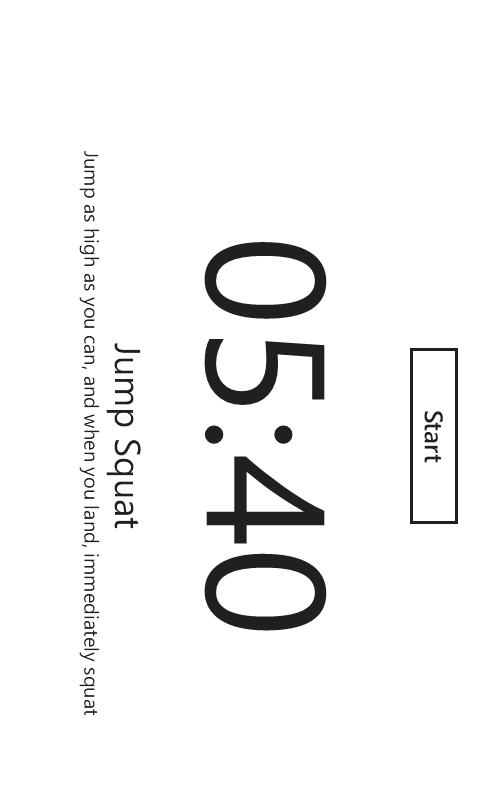 Start
05:40
Jump Squat
Jump as high as you can, and when you land, immediately squat